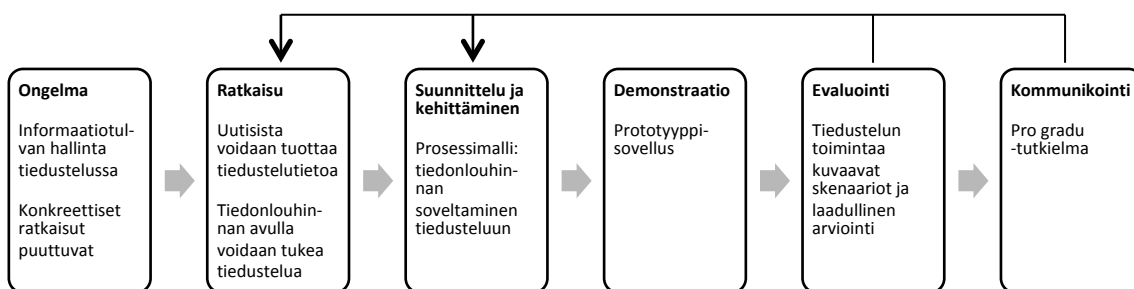 Ongelma
Informaatiotul-
van hallinta
tiedustelussa
Konkreettiset
ratkaisut
puuttuvat
Ratkaisu
Uutisista
voidaan tuottaa
tiedustelutietoa
Tiedonlouhin-
nan avulla
voidaan tukea
tiedustelua
Suunnittelu ja
kehittäminen
Prosessimalli:
tiedonlouhin-
nan
soveltaminen
tiedusteluun
Demonstraatio
Prototyyppi-
sovellus
Evaluointi
Tiedustelun
toimintaa
kuvaavat
skenaariot ja
laadullinen
arviointi
Kommunikointi
Pro gradu
-tutkielma